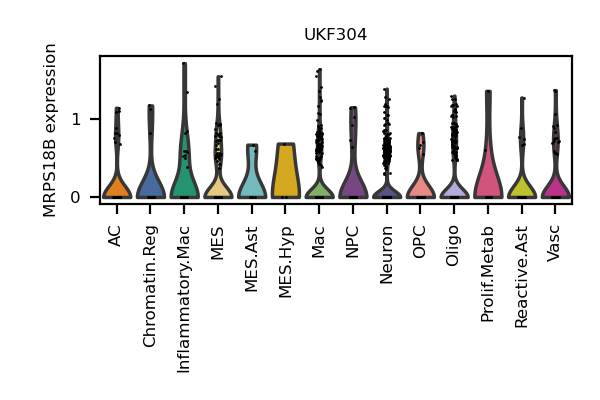 UKF304
MRPS18B expression
1
0
AC
Chromatin.Reg
Inflammatory.Mac
MES
MES.Ast
MES.Hyp
Mac
NPC
Neuron
OPC
Oligo
Prolif.Metab
Reactive.Ast
Vasc